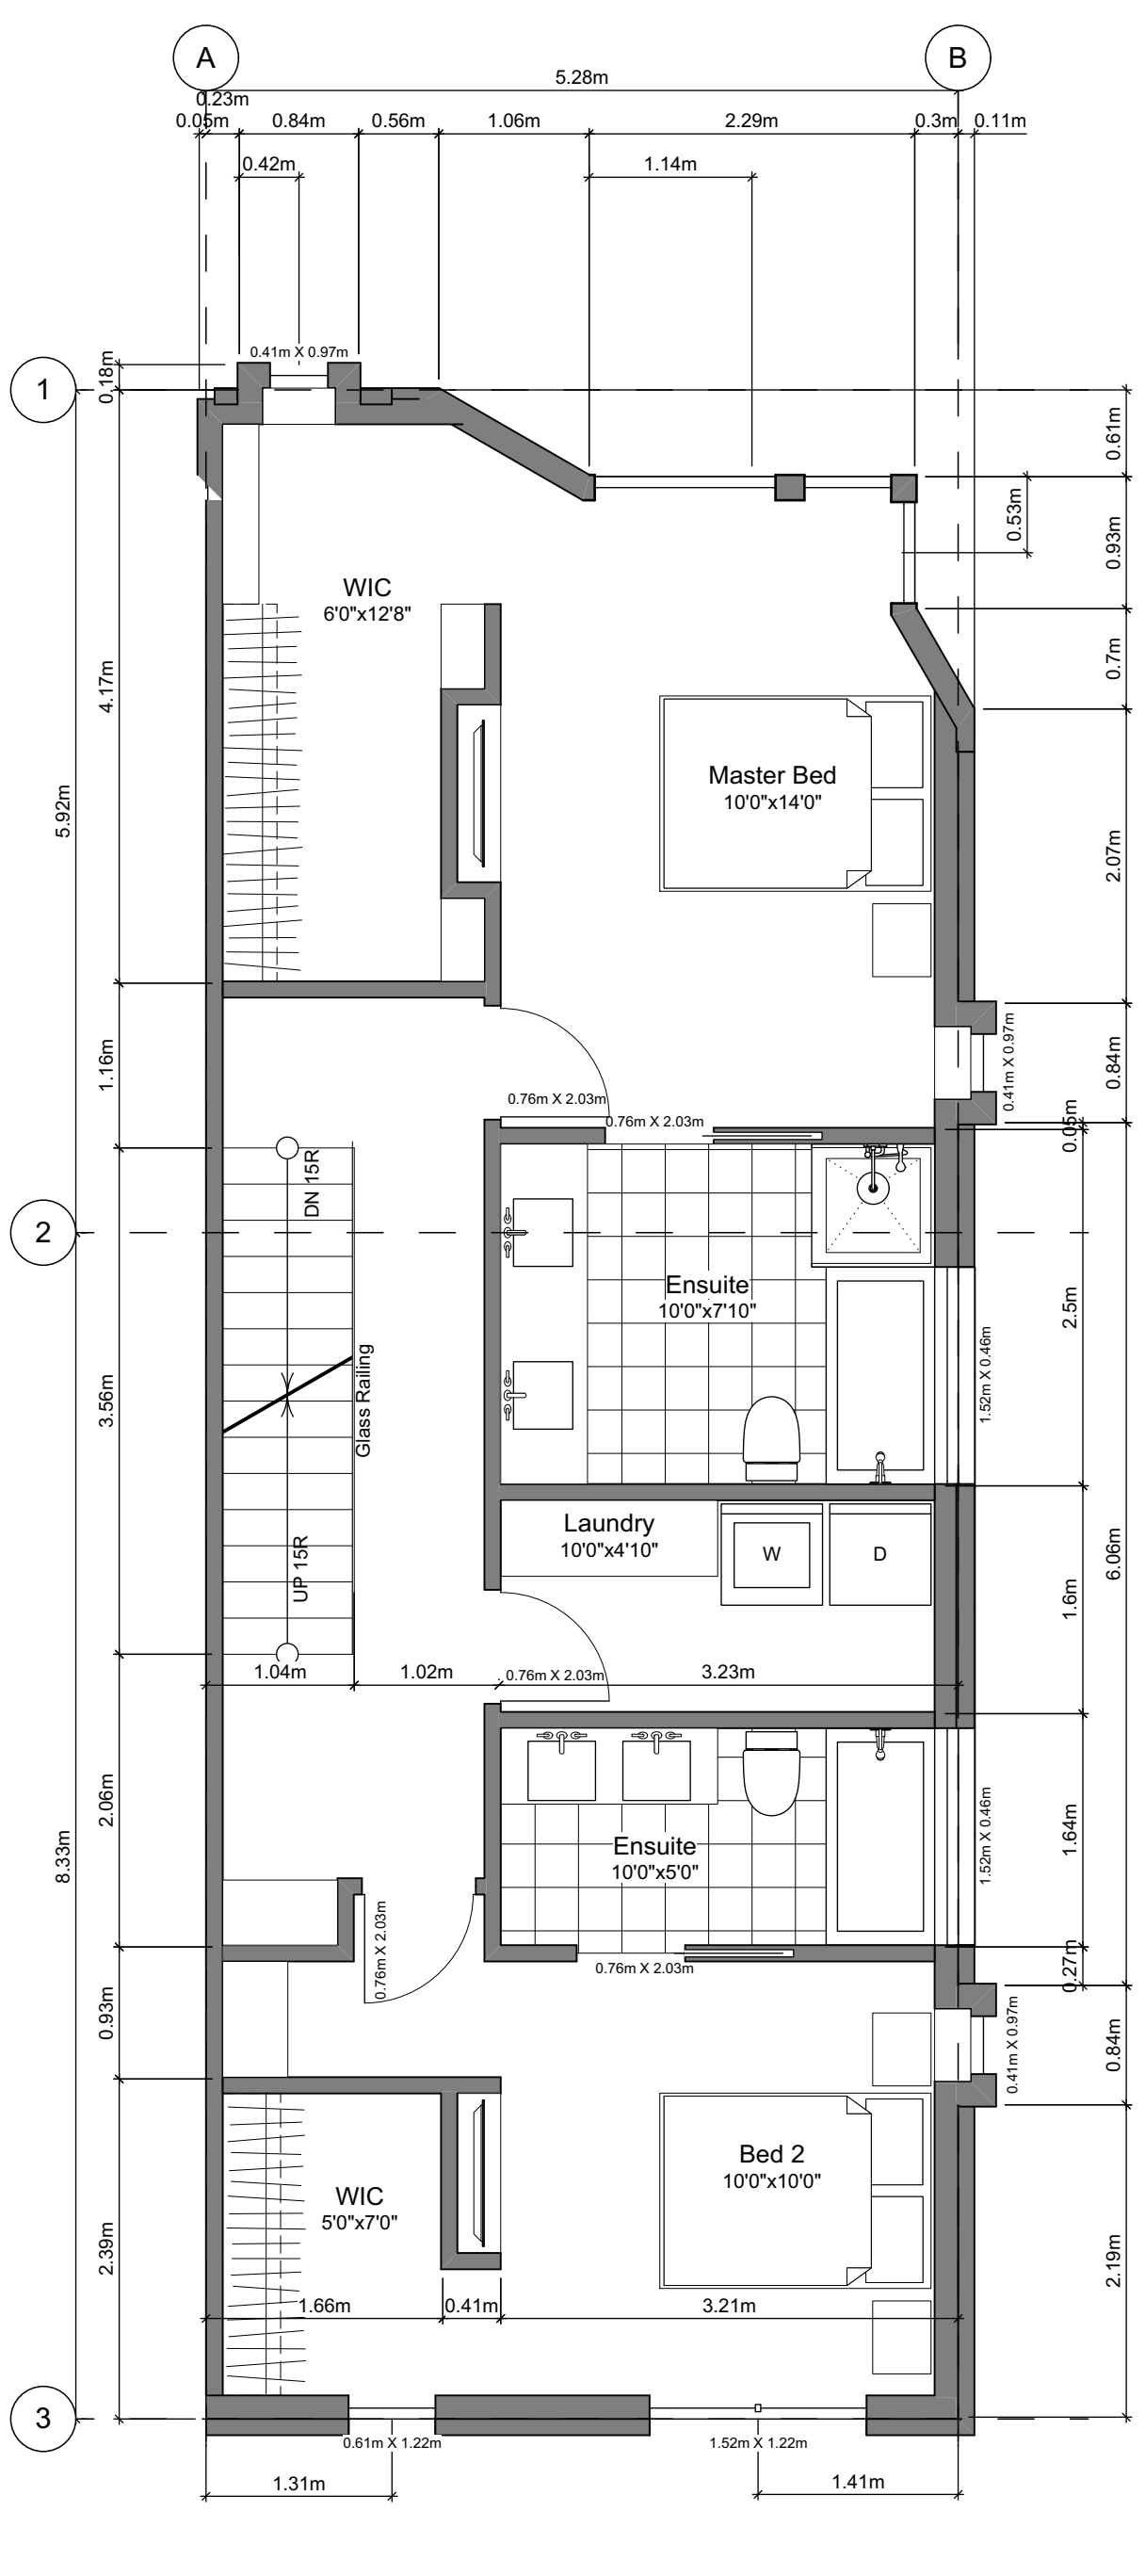 A
B
5.28m
0.23m
0.05m
0.84m
0.56m
1.06m
2.29m
0.3m
0.11m
0.42m
1.14m
0.41m X 0.97m
0.18m
1
0.61m
0.53m
0.93m
WIC
6'0"x12'8"
0.7m
4.17m
Master Bed
10'0"x14'0"
5.92m
2.07m
1.16m
0.41m X 0.97m
0.84m
0.76m X 2.03m
0.76m X 2.03m
0.05m
DN 15R
2
Ensuite
10'0"x7'10"
2.5m
1.52m X 0.46m
3.56m
Glass Railing
Laundry
10'0"x4'10"
W
D
UP 15R
6.06m
1.6m
1.04m
1.02m
0.76m X 2.03m
3.23m
2.06m
8.33m
Ensuite
10'0"x5'0"
1.52m X 0.46m
1.64m
0.76m X 2.03m
0.76m X 2.03m
0.27m
0.93m
0.41m X 0.97m
0.84m
Bed 2
10'0"x10'0"
WIC
5'0"x7'0"
2.39m
2.19m
1.66m
0.41m
3.21m
3
0.61m X 1.22m
1.52m X 1.22m
1.31m
1.41m